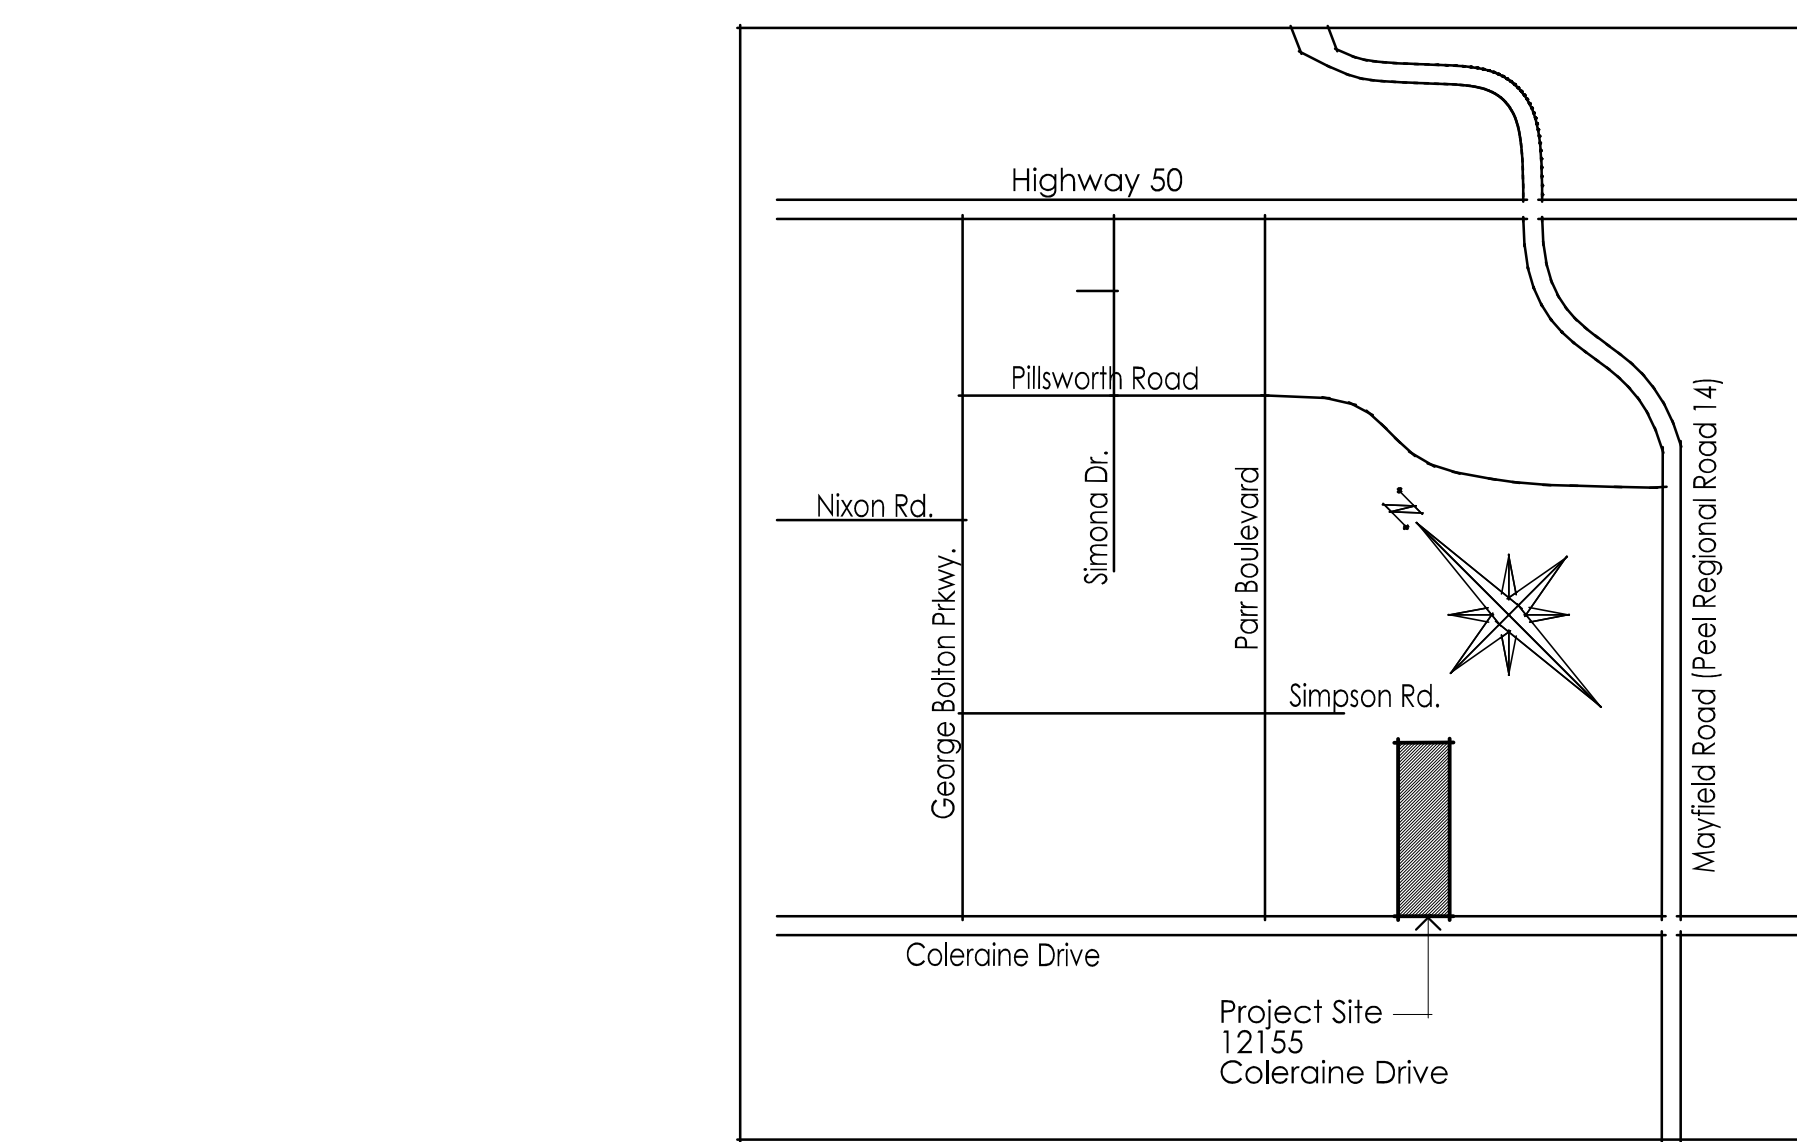 Highway 50
Pillsworth Road
Simona Dr.
Nixon Rd.
Parr Boulevard
George Bolton Prkwy.
Mayfield Road (Peel Regional Road 14)
N
Simpson Rd.
Coleraine Drive
Project Site
12155
Coleraine Drive